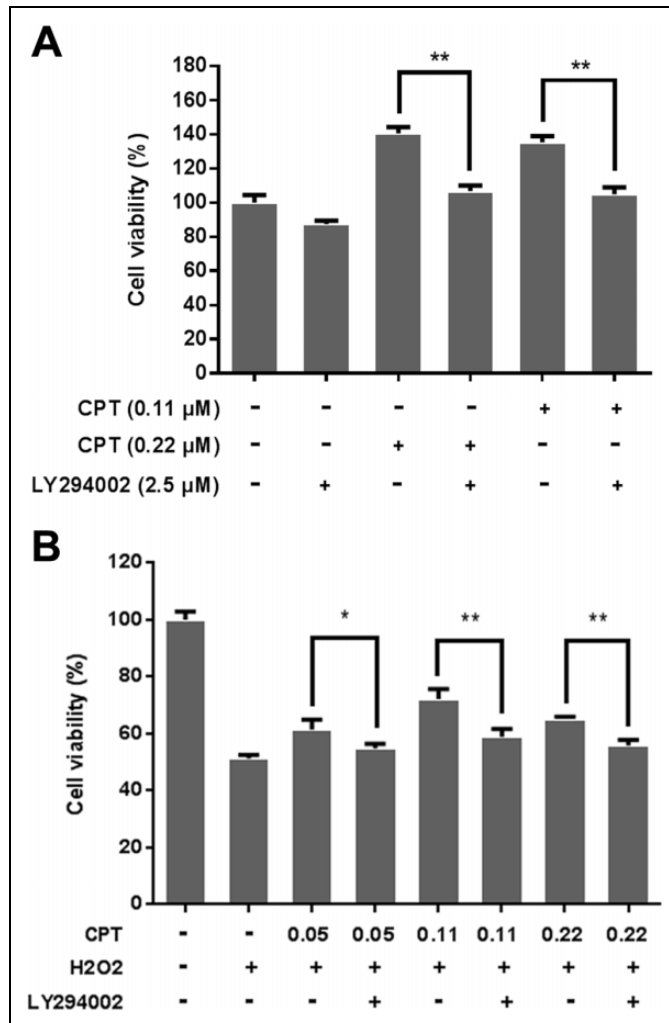 A
180
160
140
120
100
80
60
40
20
0
Cell viability (%)
** **
CPT (0.11 µM) - - - - + +
CPT (0.22 µM) - - + + - -
LY294002 (2.5 µM) - + - + - +
B
120
100
80
60
40
20
0
Cell viability (%)
* ** **
CPT - - 0.05 0.05 0.11 0.11 0.22 0.22
H2O2 - + + + + + + +
LY294002 - - - + - + - +